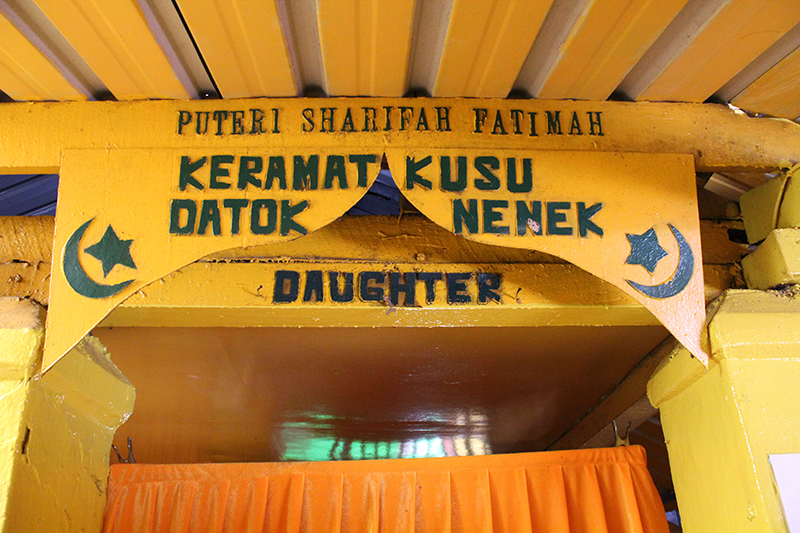 PUTERI SHARIFAH FATIMAH
KERAMAT KUSU
DATOK NENEK
DAUGHTER